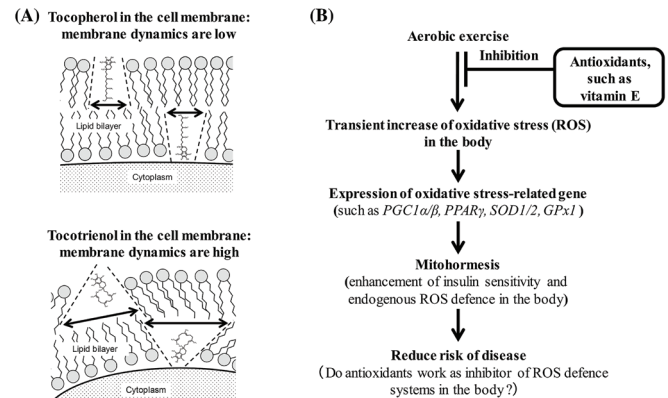 (A)
Tocopherol in the cell membrane:
membrane dynamics are low
Lipid bilayer
Cytoplasm
Tocotrienol in the cell membrane:
membrane dynamics are high
Lipid bilayer
Cytoplasm
(B)
Aerobic exercise
Inhibition
Antioxidants,
such as
vitamin E
Transient increase of oxidative stress (ROS)
in the body
Expression of oxidative stress-related gene
(such as PGC1α/β, PPARγ, SOD1/2, GPx1 )
Mitohormesis
(enhancement of insulin sensitivity and
endogenous ROS defence in the body)
Reduce risk of disease
(Do antioxidants work as inhibitor of ROS defence
systems in the body?)